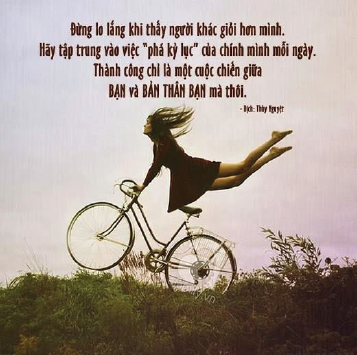 Đừng lo lắng khi thấy người khác giỏi hơn mình.
Hãy tập trung vào việc "phá kỷ lục" của chính mình mỗi ngày.
Thành công chỉ là một cuộc chiến giữa
BẠN và BẢN THÂN BẠN mà thôi.
- Dịch: Thùy Nguyệt